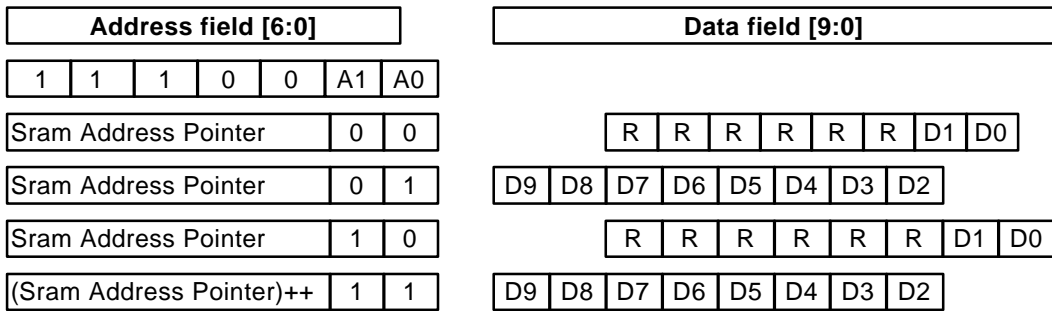 Address field [6:0] Data field [9:0]
1 1 1 0 0 A1 A0
Sram Address Pointer 0 0 R R R R R R D1 D0
Sram Address Pointer 0 1 D9 D8 D7 D6 D5 D4 D3 D2
Sram Address Pointer 1 0 R R R R R R D1 D0
(Sram Address Pointer)++ 1 1 D9 D8 D7 D6 D5 D4 D3 D2